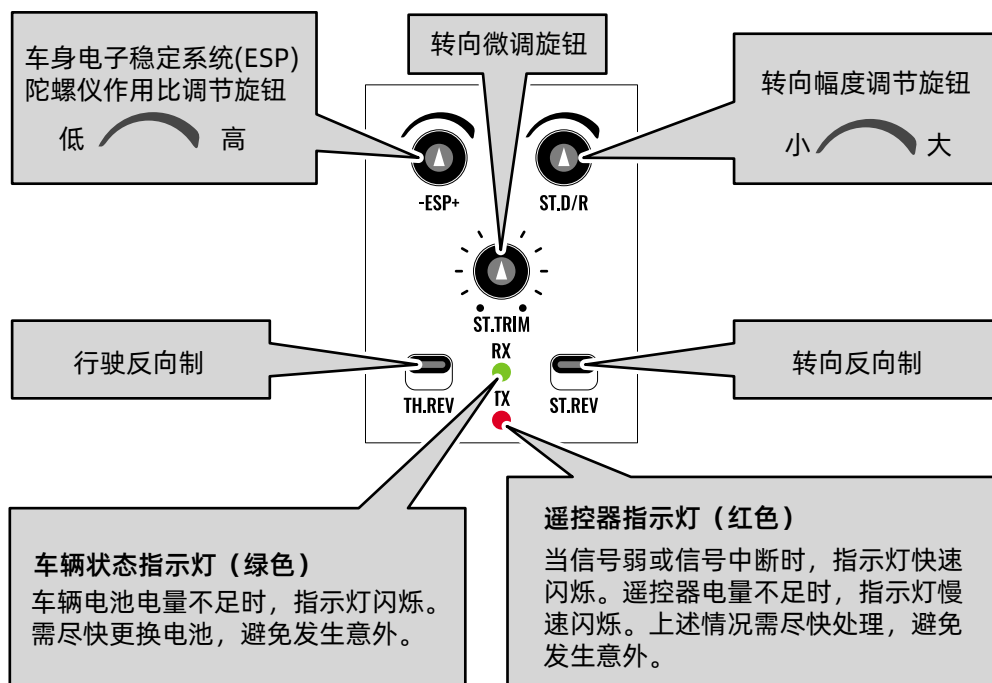 车身电子稳定系统(ESP)
陀螺仪作用比调节旋钮
低 高
转向微调旋钮
转向幅度调节旋钮
小 大
-ESP+
ST.D/R
ST.TRIM
行驶反向制
转向反向制
RX
TH.REV
TX
ST.REV
车辆状态指示灯（绿色）
车辆电池电量不足时，指示灯闪烁。
需尽快更换电池，避免发生意外。
遥控器指示灯（红色）
当信号弱或信号中断时，指示灯快速
闪烁。遥控器电量不足时，指示灯慢
速闪烁。上述情况需尽快处理，避免
发生意外。